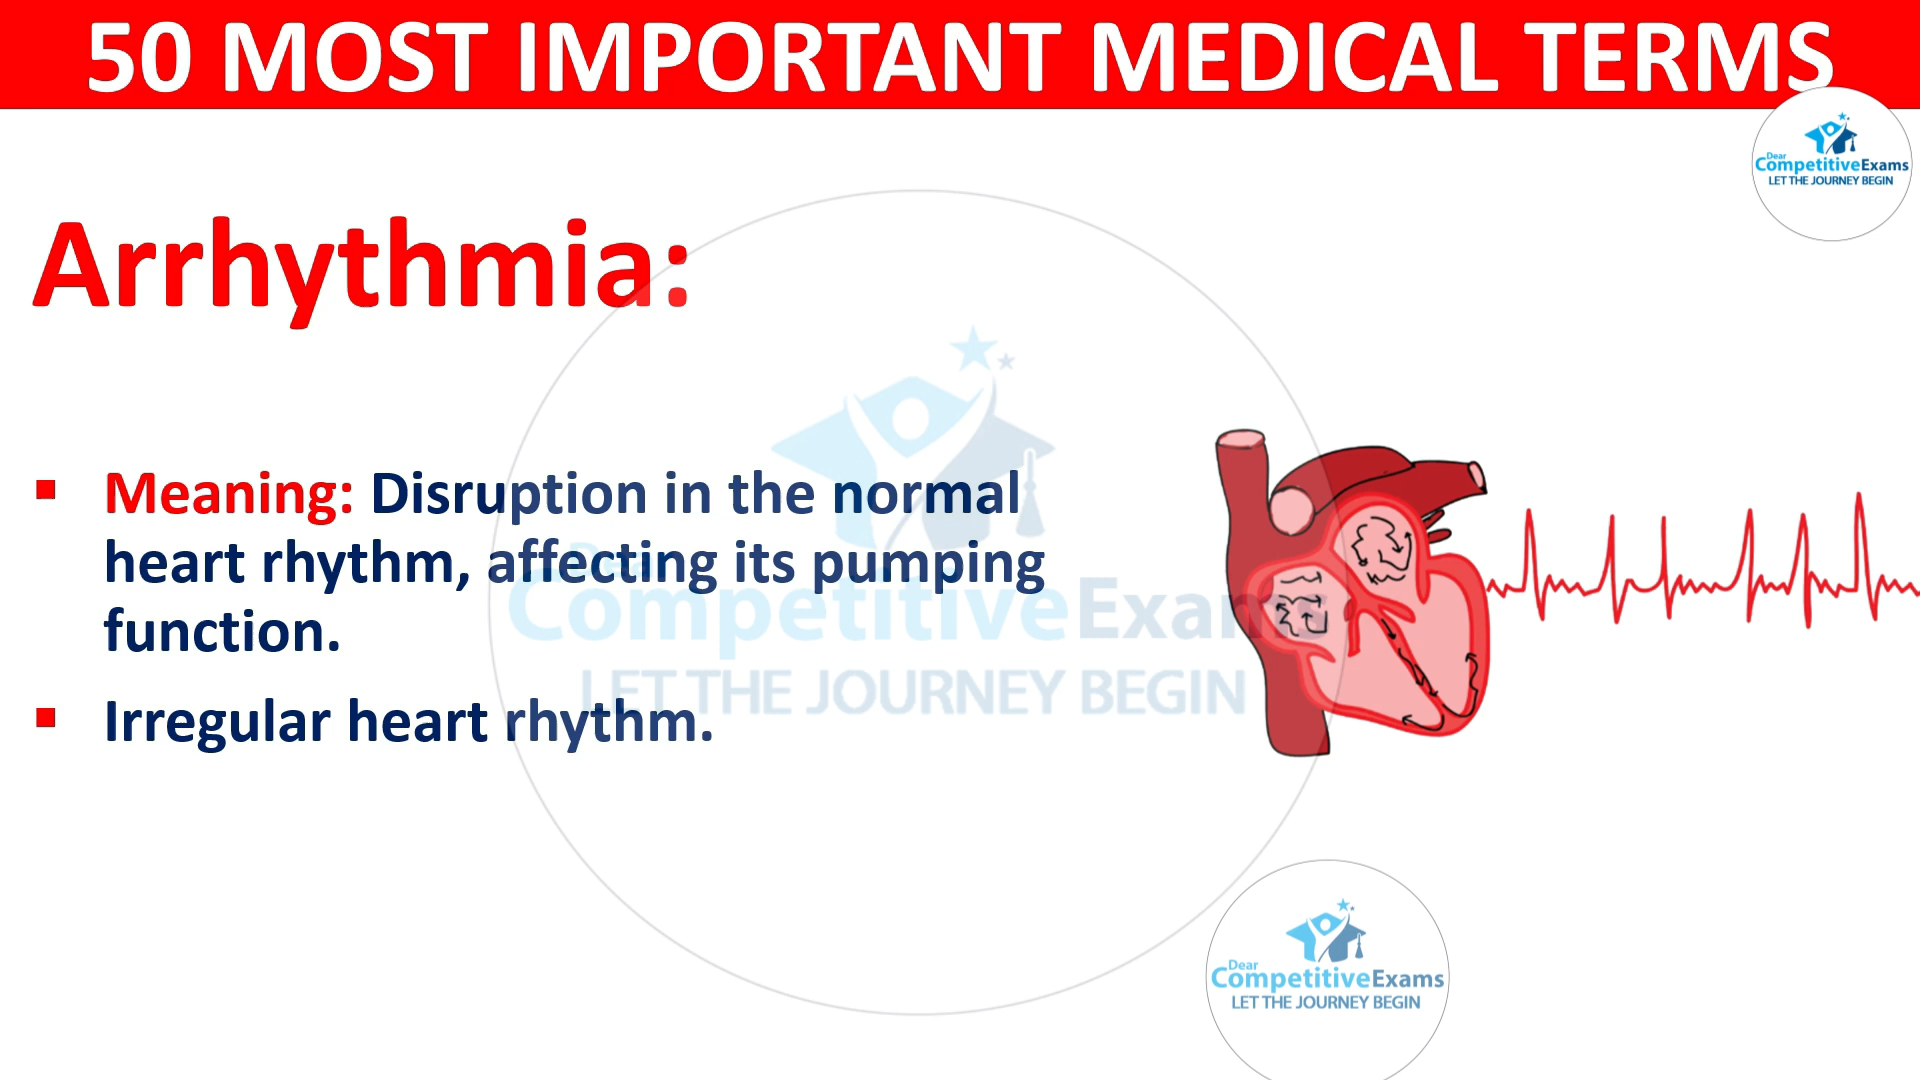 50 MOST IMPORTANT MEDICAL TERMS
Dear
CompetitiveExams
LET THE JOURNEY BEGIN
Arrhythmia:
▪ Meaning: Disruption in the normal
heart rhythm, affecting its pumping
function.
▪ Irregular heart rhythm.
Dear
CompetitiveExams
LET THE JOURNEY BEGIN
Dear
CompetitiveExams
LET THE JOURNEY BEGIN